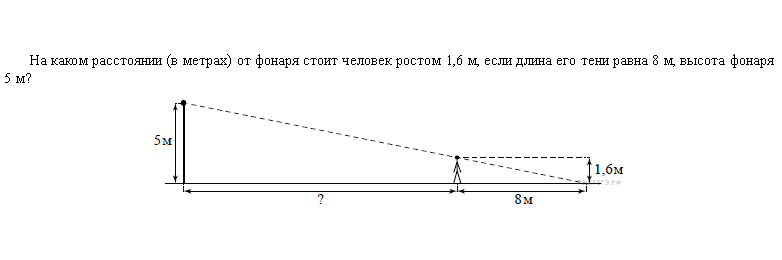 На каком расстоянии (в метрах) от фонаря стоит человек ростом 1,6 м, если длина его тени равна 8 м, высота фонаря
5 м?
5м
1,6м
?
8м